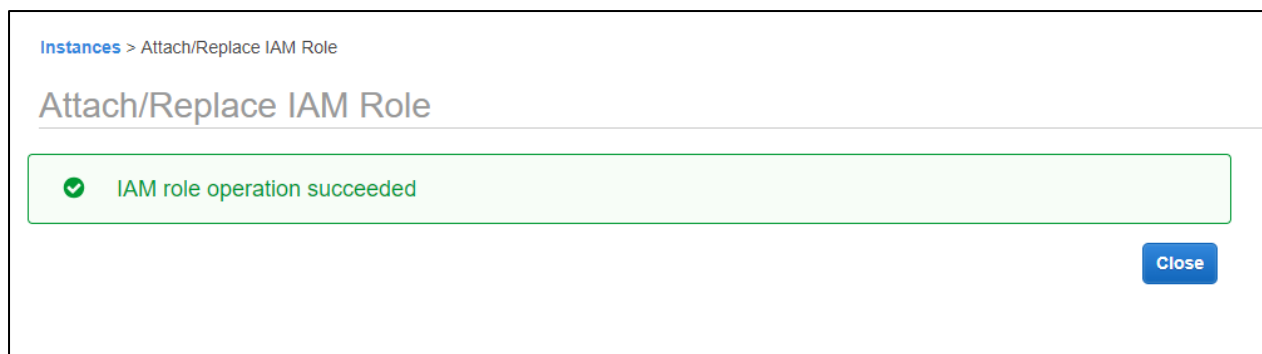 Instances > Attach/Replace IAM Role
Attach/Replace IAM Role
IAM role operation succeeded
Close